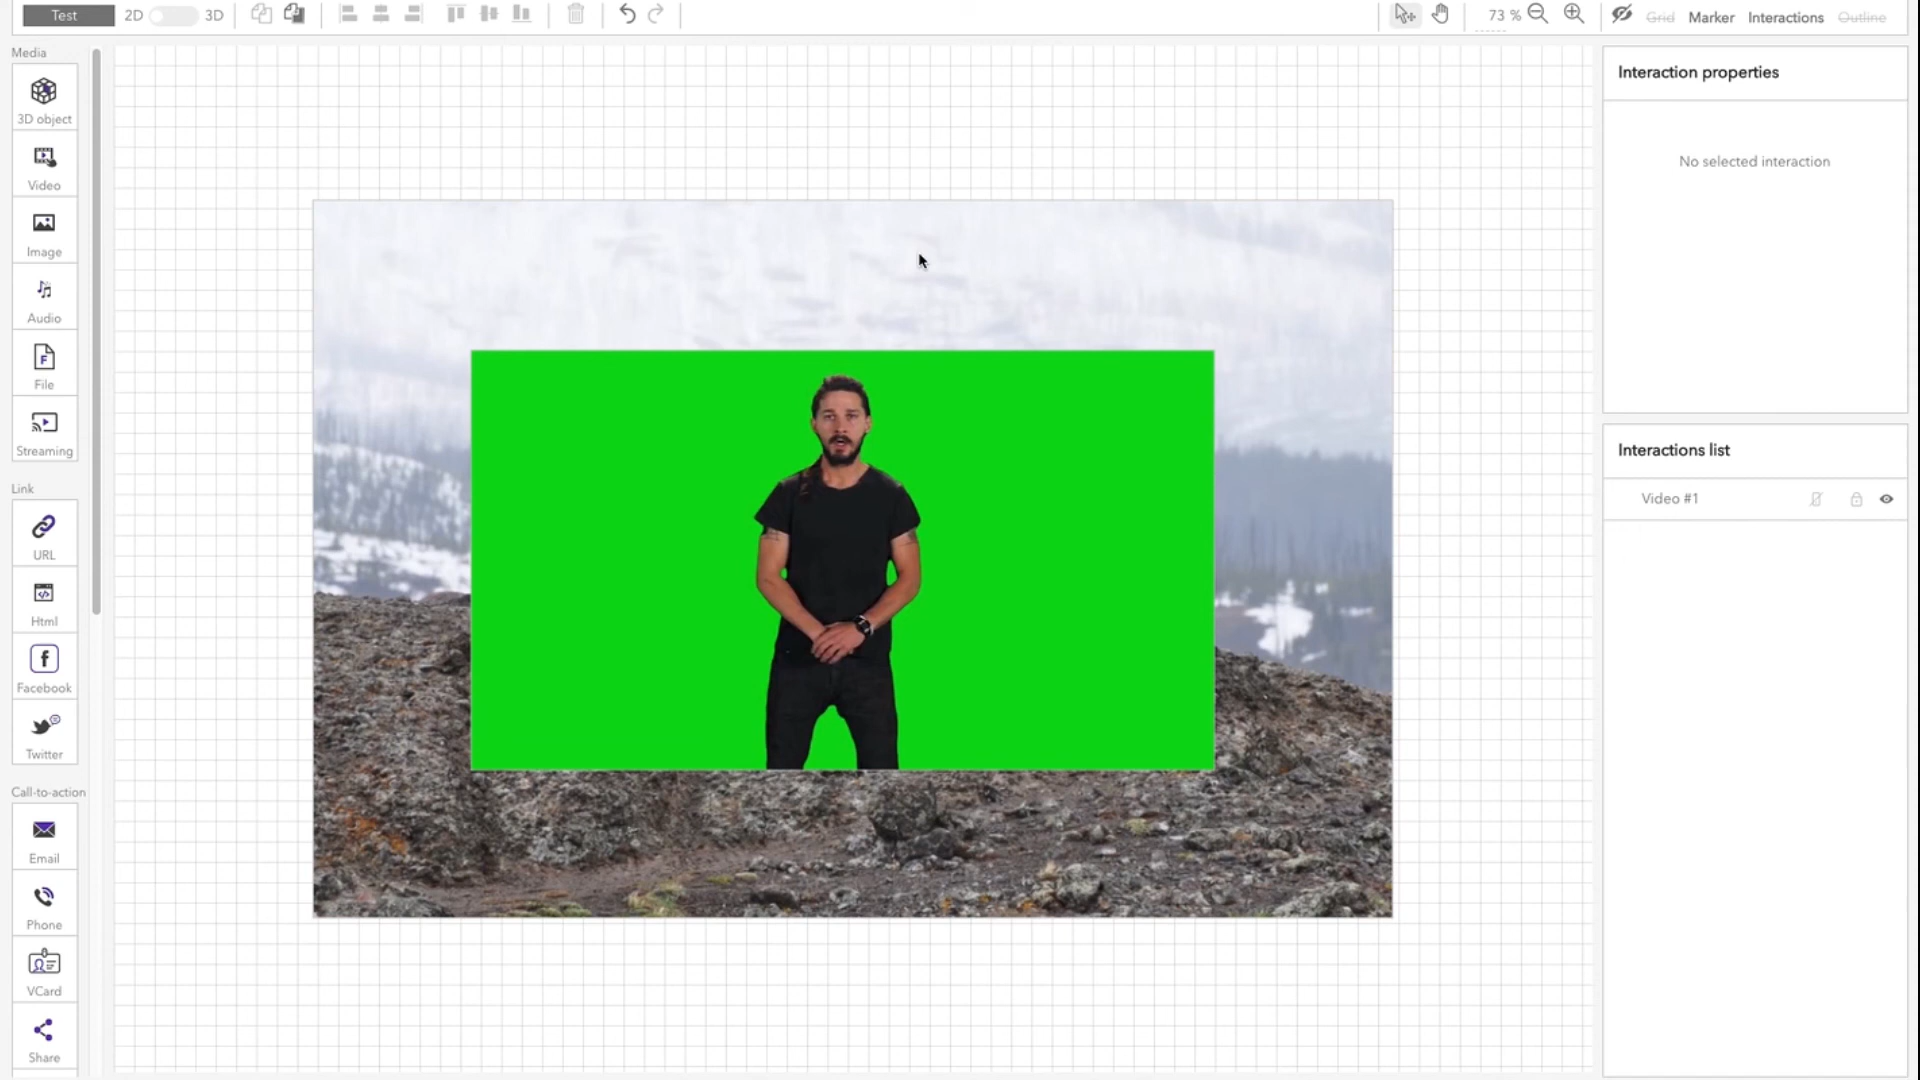 Test
2D
3D
73 %
Grid
Marker
Interactions
Outline
Media
3D object
Video
Image
Audio
F
File
Streaming
Link
URL
Html
f
Facebook
Twitter
Call-to-action
Email
Phone
VCard
Share
Interaction properties
No selected interaction
Interactions list
Video #1